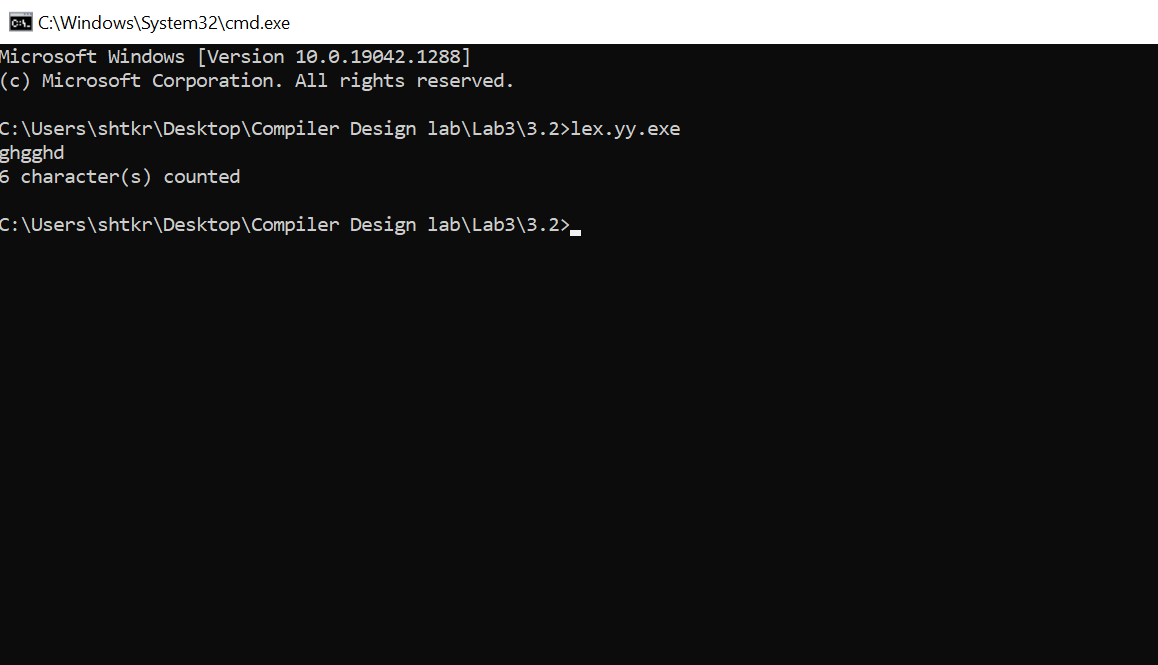 C:\Windows\System32\cmd.exe
Microsoft Windows [Version 10.0.19042.1288]
(c) Microsoft Corporation. All rights reserved.
C:\Users\shtkr\Desktop\Compiler Design lab\Lab3\3.2>lex.yy.exe
ghgghd
6 character(s) counted
C:\Users\shtkr\Desktop\Compiler Design lab\Lab3\3.2>